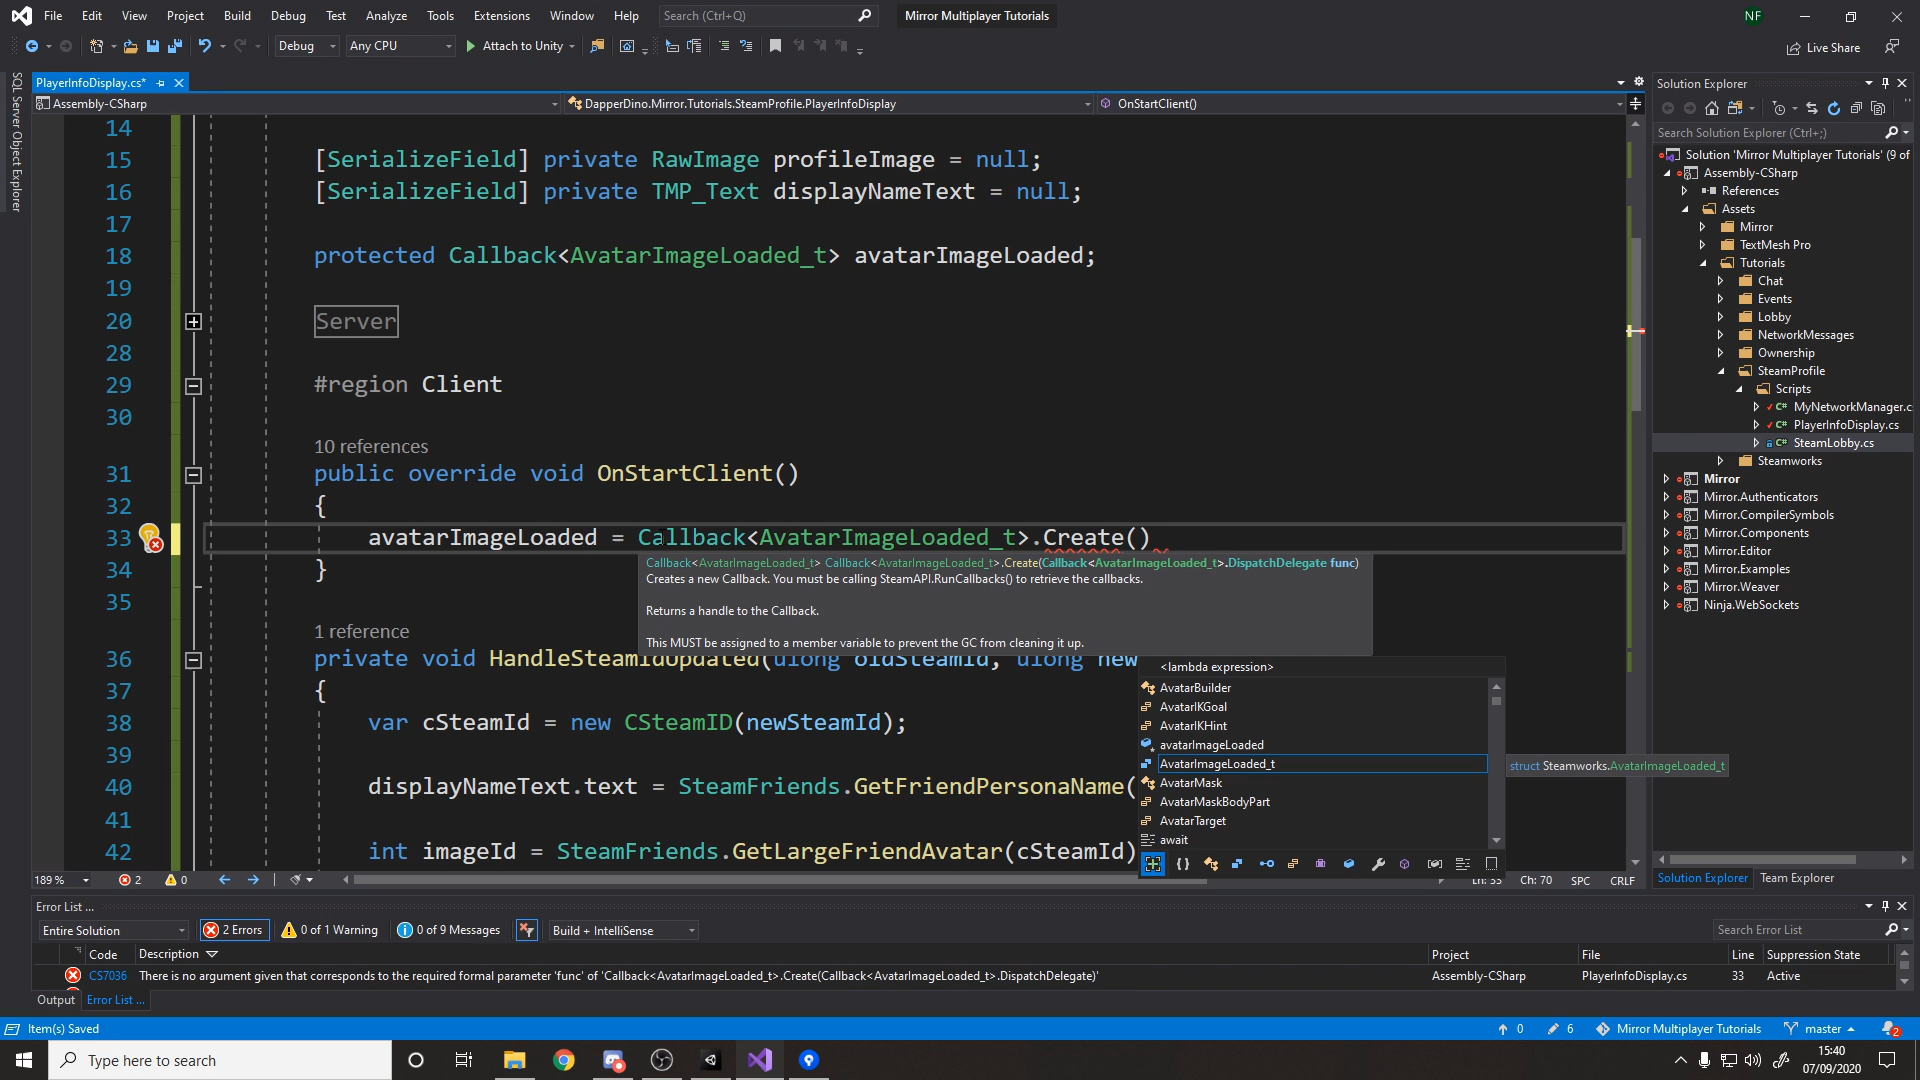 File Edit View Project Build Debug Test Analyze Tools Extensions Window Help Search (Ctrl+Q) Mirror Multiplayer Tutorials NF
Debug Any CPU Attach to Unity Live Share
SQL Server Object Explorer
PlayerInfoDisplay.cs*
Assembly-CSharp DapperDino.Mirror.Tutorials.SteamProfile.PlayerInfoDisplay OnStartClient()
14
15 [SerializeField] private RawImage profileImage = null;
16 [SerializeField] private TMP_Text displayNameText = null;
17
18 protected Callback<AvatarImageLoaded_t> avatarImageLoaded;
19
20 Server
28
29 #region Client
30
10 references
31 public override void OnStartClient()
32 {
33 avatarImageLoaded = Callback<AvatarImageLoaded_t>.Create()
34 }
35
Callback<AvatarImageLoaded_t> Callback<AvatarImageLoaded_t>.Create(Callback<AvatarImageLoaded_t>.DispatchDelegate func)
Creates a new Callback. You must be calling SteamAPI.RunCallbacks() to retrieve the callbacks.
Returns a handle to the Callback.
This MUST be assigned to a member variable to prevent the GC from cleaning it up.
1 reference
36 private void HandleSteamIdUpdated(ulong oldSteamId, ulong new
37 {
38 var cSteamId = new CSteamID(newSteamId);
39
40 displayNameText.text = SteamFriends.GetFriendPersonaName(
41
42 int imageId = SteamFriends.GetLargeFriendAvatar(cSteamId)
<lambda expression>
AvatarBuilder
AvatarIKGoal
AvatarIKHint
avatarImageLoaded
AvatarImageLoaded_t
AvatarMask
AvatarMaskBodyPart
AvatarTarget
await
struct Steamworks.AvatarImageLoaded_t
189 % 2 0 Ln: 33 Ch: 70 SPC CRLF
Solution Explorer
Search Solution Explorer (Ctrl+;)
Solution 'Mirror Multiplayer Tutorials' (9 of
Assembly-CSharp
References
Assets
Mirror
TextMesh Pro
Tutorials
Chat
Events
Lobby
NetworkMessages
Ownership
SteamProfile
Scripts
MyNetworkManager.c
PlayerInfoDisplay.cs
SteamLobby.cs
Steamworks
Mirror
Mirror.Authenticators
Mirror.CompilerSymbols
Mirror.Components
Mirror.Editor
Mirror.Examples
Mirror.Weaver
Ninja.WebSockets
Solution Explorer Team Explorer
Error List ...
Entire Solution 2 Errors 0 of 1 Warning 0 of 9 Messages Build + IntelliSense Search Error List
Code Description Project File Line Suppression State
CS7036 There is no argument given that corresponds to the required formal parameter 'func' of 'Callback<AvatarImageLoaded_t>.Create(Callback<AvatarImageLoaded_t>.DispatchDelegate)' Assembly-CSharp PlayerInfoDisplay.cs 33 Active
Output Error List ...
Item(s) Saved 0 6 Mirror Multiplayer Tutorials master 2
Type here to search 15:40
07/09/2020